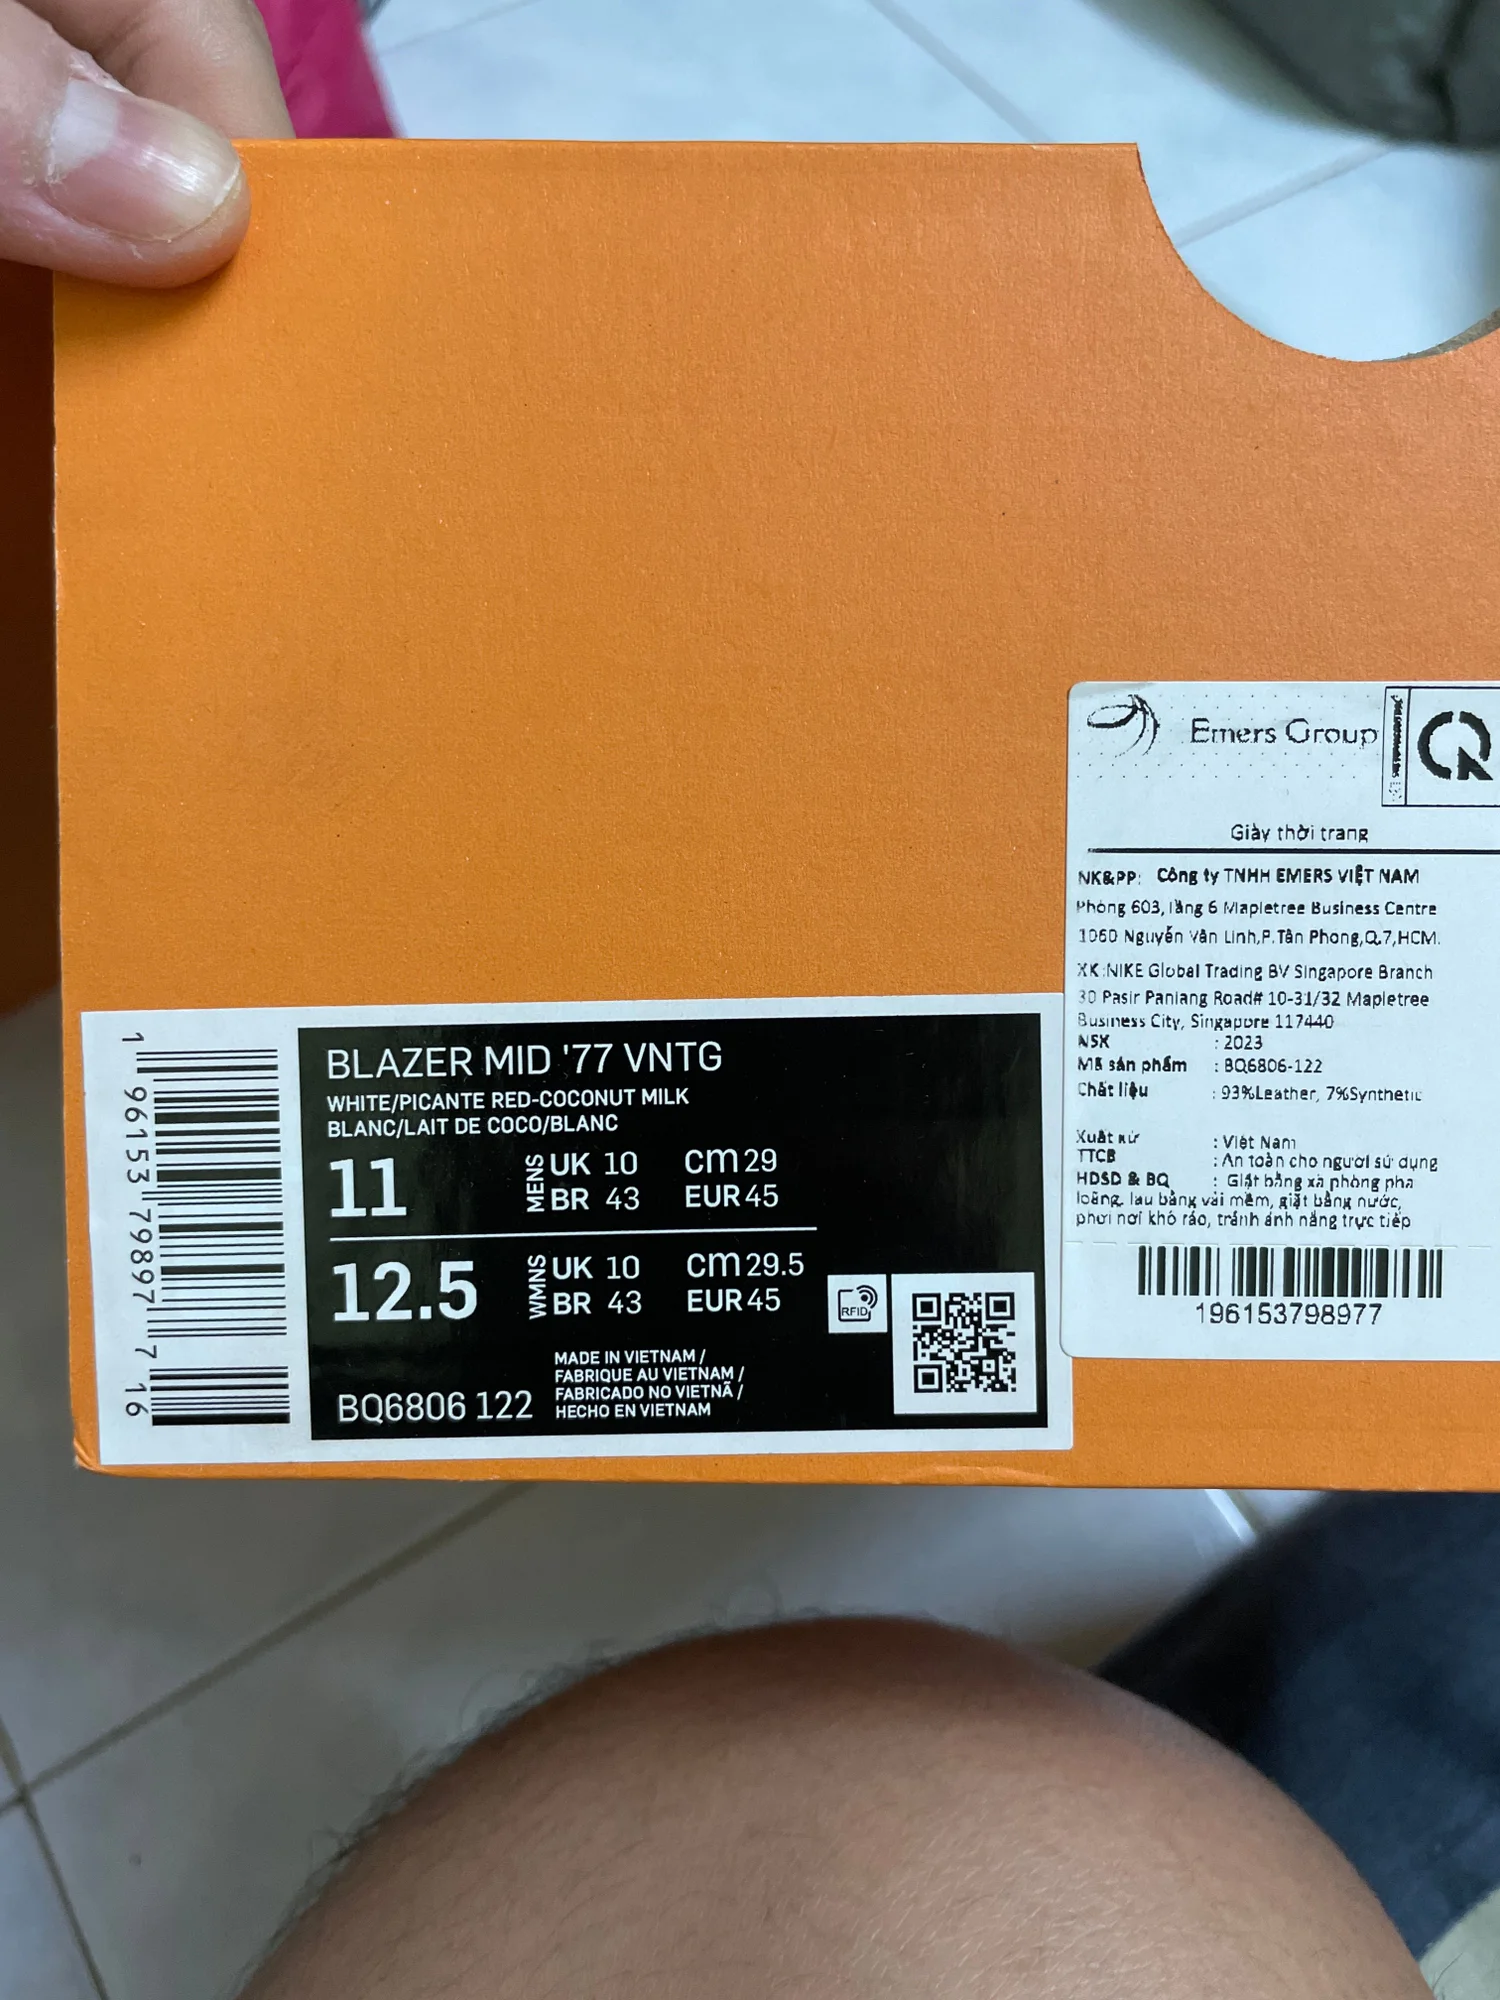 BLAZER MID '77 VNTG
WHITE/PICANTE RED-COCONUT MILK
BLANC/LAIT DE COCO/BLANC
11
MENS
UK 10
BR 43
cm 29
EUR 45
12.5
WMNS
UK 10
BR 43
cm 29.5
EUR 45
RFID
BQ6806 122
MADE IN VIETNAM /
FABRIQUE AU VIETNAM /
FABRICADO NO VIETNÃ /
HECHO EN VIETNAM
1 96153 79897 7 16
Emers Group
Giày thời trang
NK&PP: Công ty TNHH EMERS VIỆT NAM
Phòng 603, lầng 6 Mapletree Business Centre
1060 Nguyễn Văn Linh,P.Tân Phong,Q.7,HCM.
XK:NIKE Global Trading BV Singapore Branch
30 Pasir Panjang Road# 10-31/32 Mapletree
Business City, Singapore 117440
NSX : 2023
Mã sản phẩm : BQ6806-122
Chất liệu : 93%Leather, 7%Synthetic
Xuất xứ : Việt Nam
TTCB : An toàn cho người sử dụng
HDSD & BQ : Giặt bằng xà phòng pha
loãng, lau bằng vải mềm, giặt bằng nước,
phơi nơi khô ráo, tránh ánh nắng trực tiếp
196153798977